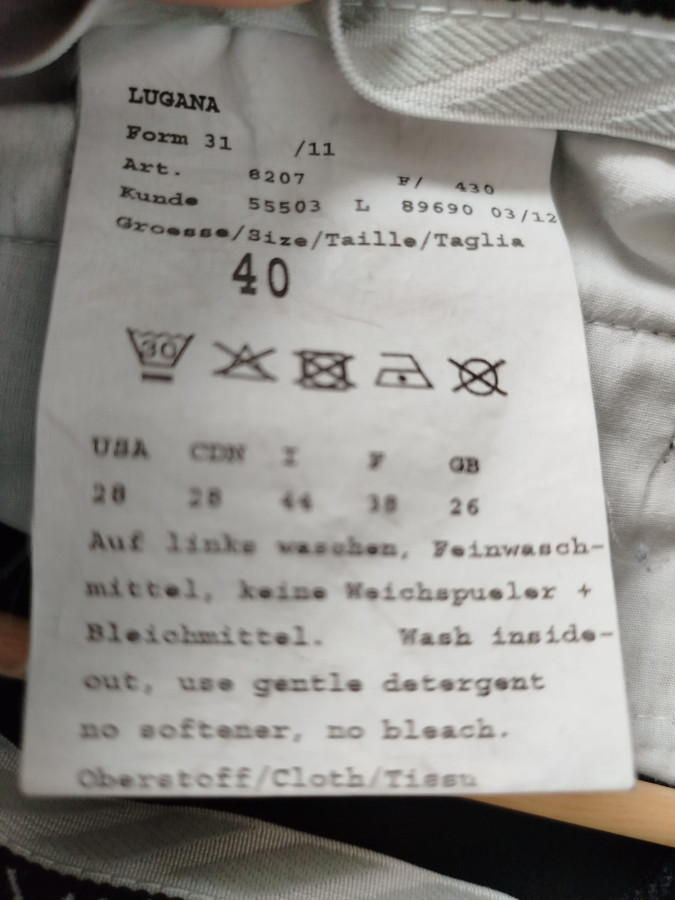 LUGANA
Form 31 /11
Art. 8207 F/ 430
Kunde 55503 L 89690 03/12
Groesse/Size/Taille/Taglia
40
30
USA CDN I F GB
28 28 44 38 26
Auf links waschen, Feinwasch-
mittel, keine Weichspueler +
Bleichmittel. Wash inside-
out, use gentle detergent
no softener, no bleach.
Oberstoff/Cloth/Tissu